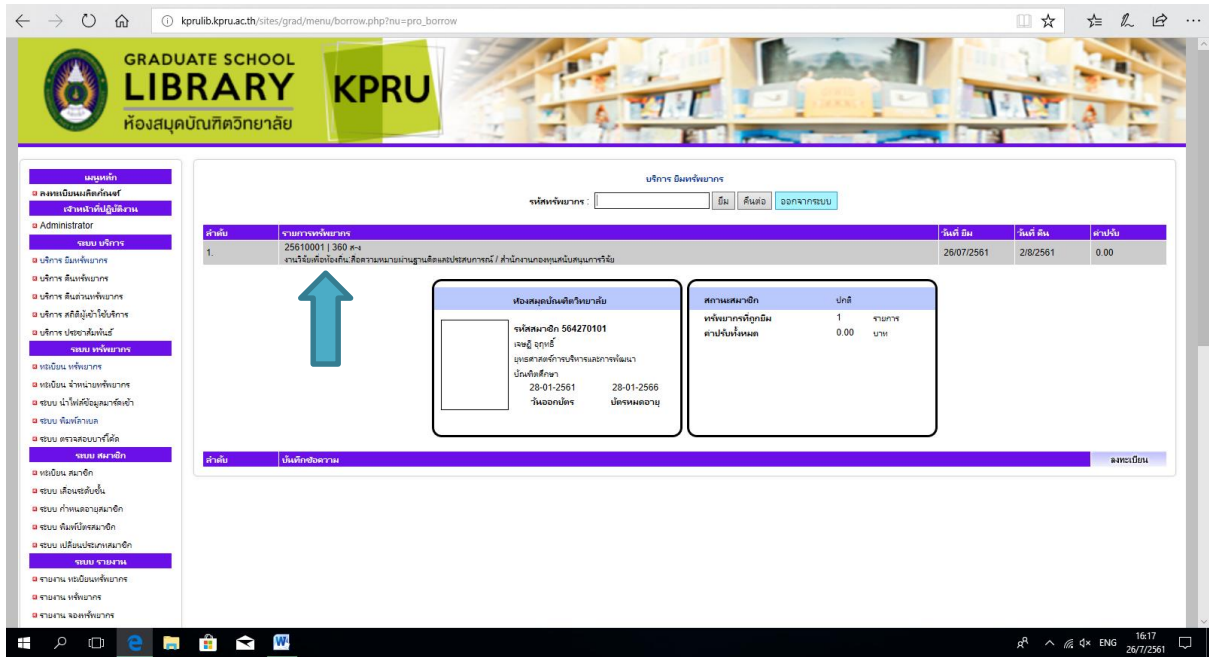 kprulib.kpru.ac.th/sites/grad/menu/borrow.php?nu=pro_borrow
GRADUATE SCHOOL
LIBRARY
ห้องสมุดบัณฑิตวิทยาลัย
KPRU
เมนูหลัก
ลงทะเบียนผลิตภัณฑ์
เจ้าหน้าที่ปฏิบัติงาน
Administrator
ระบบ บริการ
บริการ ยืมทรัพยากร
บริการ คืนทรัพยากร
บริการ คืนด่วนทรัพยากร
บริการ สถิติผู้เข้าใช้บริการ
บริการ ประชาสัมพันธ์
ระบบ ทรัพยากร
ทะเบียน ทรัพยากร
ทะเบียน จำหน่ายทรัพยากร
ระบบ นำไฟล์ข้อมูลมาร์คเข้า
ระบบ พิมพ์ลาเบล
ระบบ ตรวจสอบบาร์โค้ด
ระบบ สมาชิก
ทะเบียน สมาชิก
ระบบ เลื่อนระดับชั้น
ระบบ กำหนดอายุสมาชิก
ระบบ พิมพ์บัตรสมาชิก
ระบบ เปลี่ยนประเภทสมาชิก
ระบบ รายงาน
รายงาน ทะเบียนทรัพยากร
รายงาน ทรัพยากร
รายงาน จองทรัพยากร
บริการ ยืมทรัพยากร
รหัสทรัพยากร : ยืม คืนต่อ ออกจากระบบ
ลำดับ รายการทรัพยากร วันที่ ยืม วันที่ คืน ค่าปรับ
1. 25610001 | 360 ส-ง 26/07/2561 2/8/2561 0.00
งานวิจัยเพื่อท้องถิ่น:สื่อความหมายผ่านฐานคิดและประสบการณ์ / สำนักงานกองทุนสนับสนุนการวิจัย
ห้องสมุดบัณฑิตวิทยาลัย
รหัสสมาชิก 564270101
เจษฎิ์ ฤทธิ์
ยุทธศาสตร์การบริหารและการพัฒนา
บัณฑิตศึกษา
28-01-2561 28-01-2566
วันออกบัตร บัตรหมดอายุ
สถานะสมาชิก ปกติ
ทรัพยากรที่ถูกยืม 1 รายการ
ค่าปรับทั้งหมด 0.00 บาท
ลำดับ บันทึกข้อความ ลงทะเบียน
ENG
16:17
26/7/2561